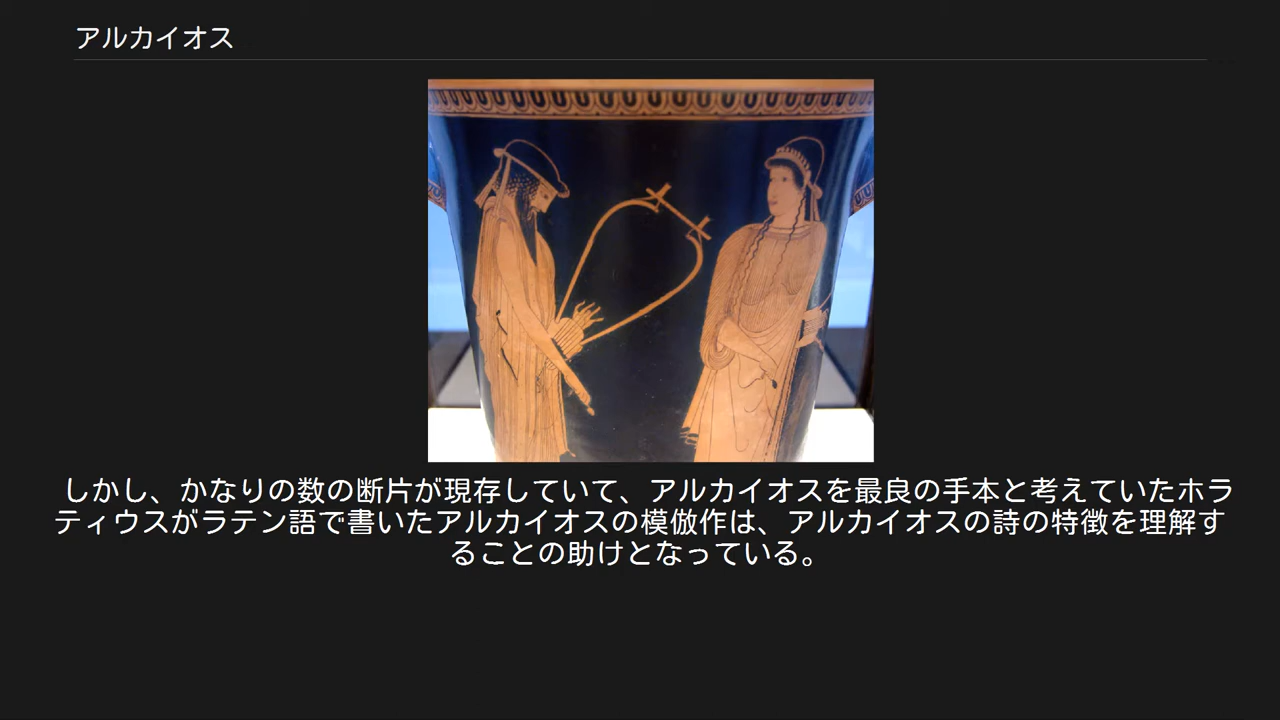 アルカイオス
しかし、かなりの数の断片が現存していて、アルカイオスを最良の手本と考えていたホラ
ティウスがラテン語で書いたアルカイオスの模倣作は、アルカイオスの詩の特徴を理解す
ることの助けとなっている。